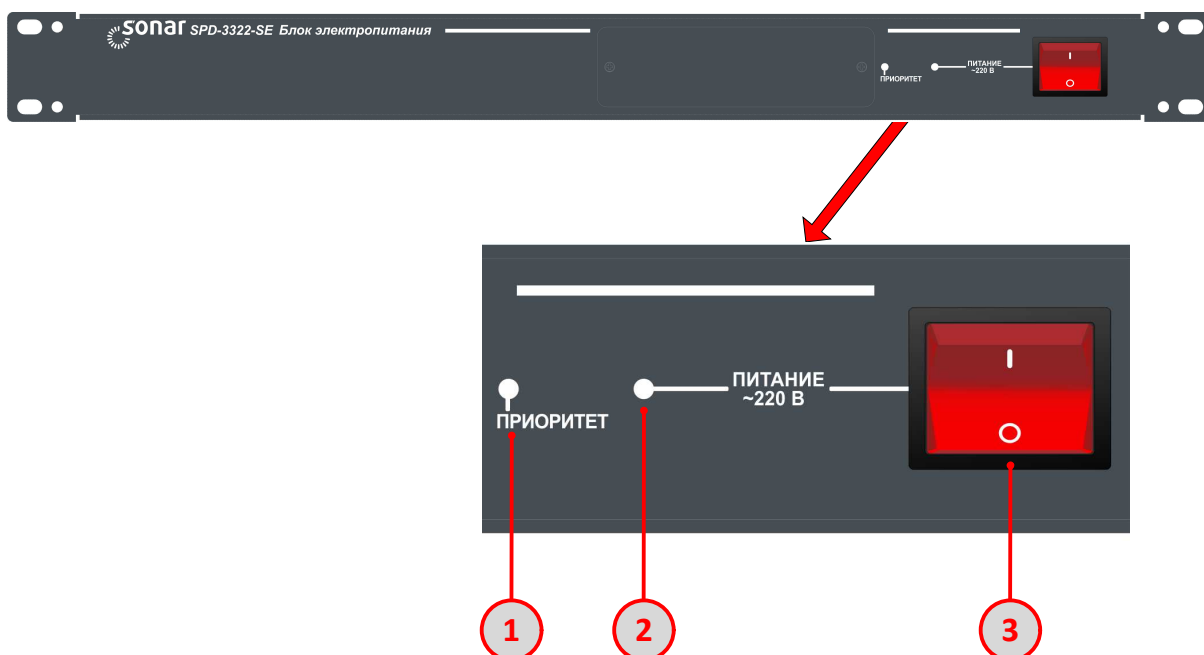 sonar SPD-3322-SE Блок электропитания
ПРИОРИТЕТ
ПИТАНИЕ
~220 В
ПРИОРИТЕТ
ПИТАНИЕ
~220 В
1
2
3